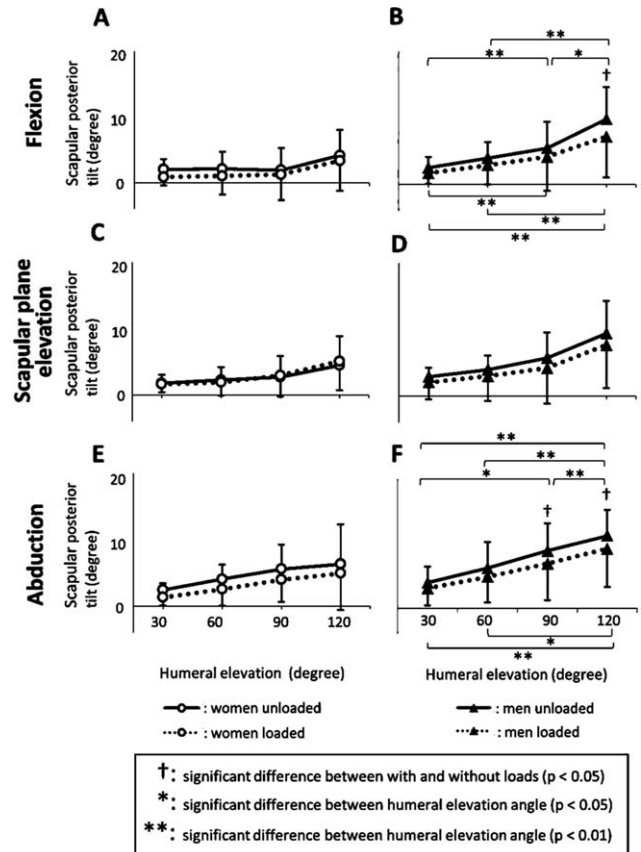 A
B
**
**
*
†
Flexion
Scapular posterior
tilt (degree)
20
10
0
**
**
**
C
D
Scapular plane
elevation
Scapular posterior
tilt (degree)
20
10
0
**
**
E
F
*
**
†
†
Abduction
Scapular posterior
tilt (degree)
20
10
0
30
60
90
120
30
60
90
120
*
**
Humeral elevation (degree)
Humeral elevation (degree)
: women unloaded
: men unloaded
: women loaded
: men loaded
†: significant difference between with and without loads (p < 0.05)
*: significant difference between humeral elevation angle (p < 0.05)
**: significant difference between humeral elevation angle (p < 0.01)